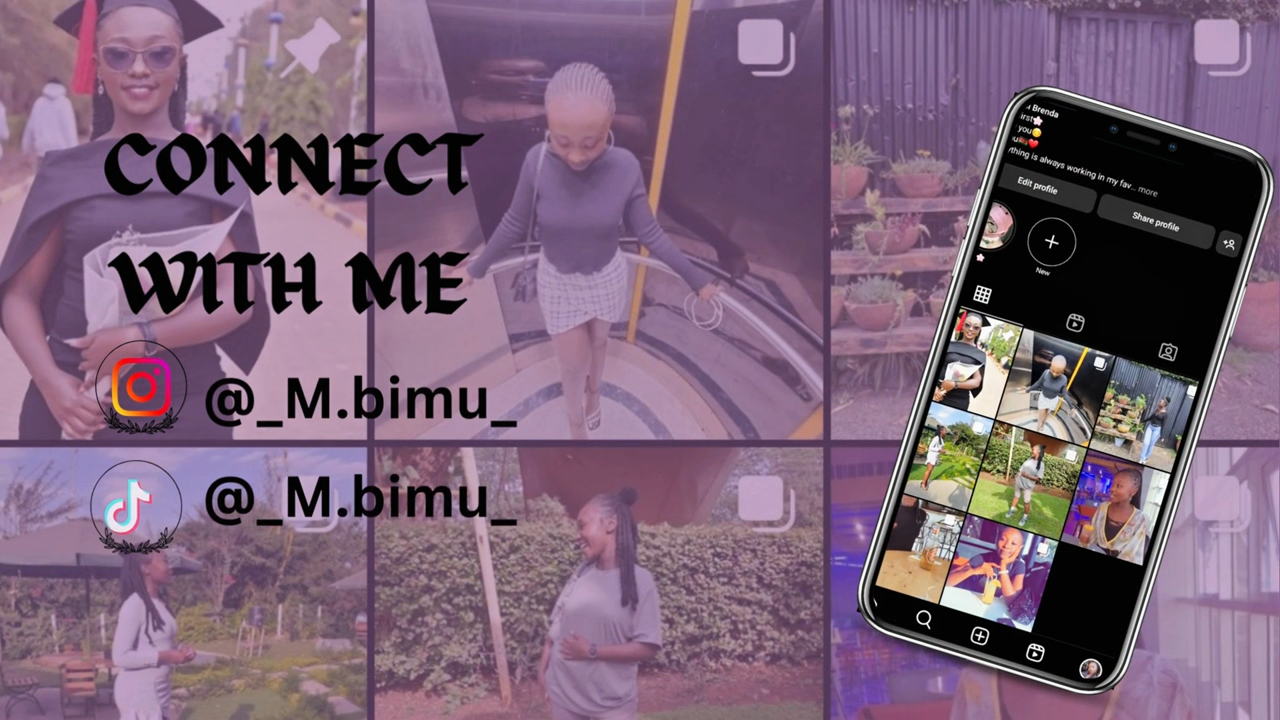 CONNECT
WITH ME
@_M.bimu_
@_M.bimu_
Brenda
you😊
thing is always working in my fav... more
Edit profile
Share profile
New